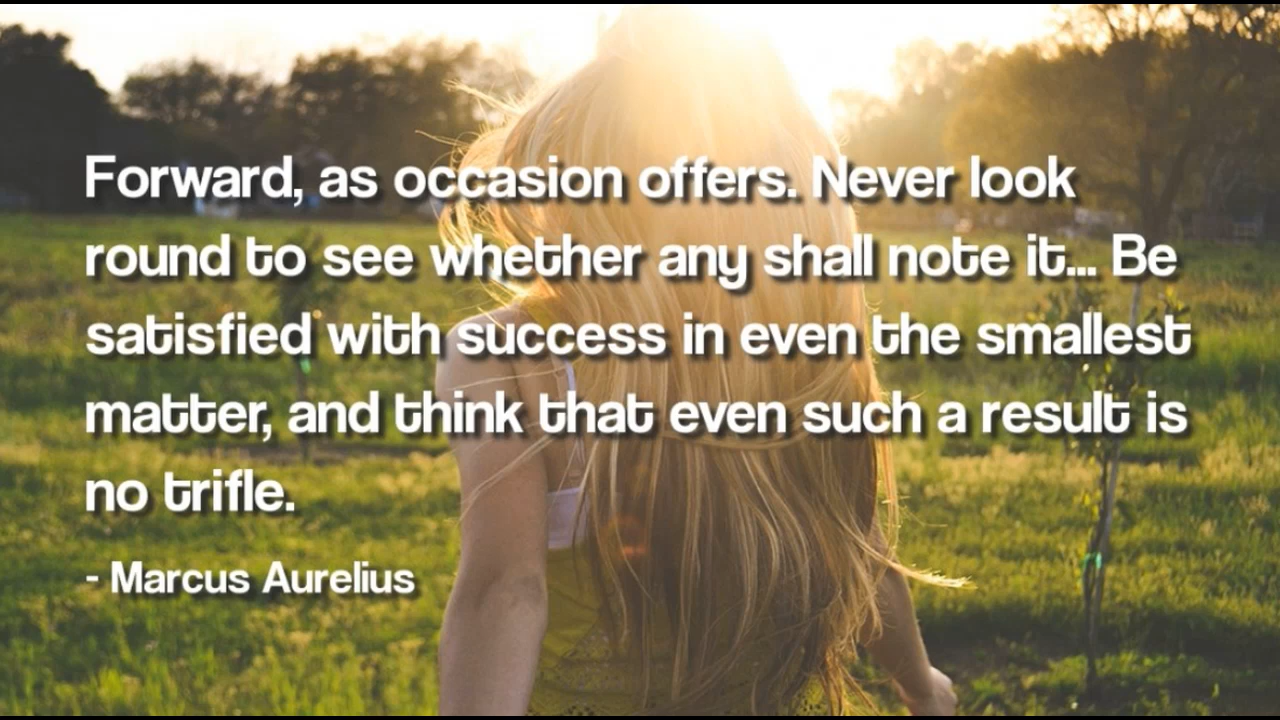 Forward, as occasion offers. Never look
round to see whether any shall note it... Be
satisfied with success in even the smallest
matter, and think that even such a result is
no trifle.
- Marcus Aurelius